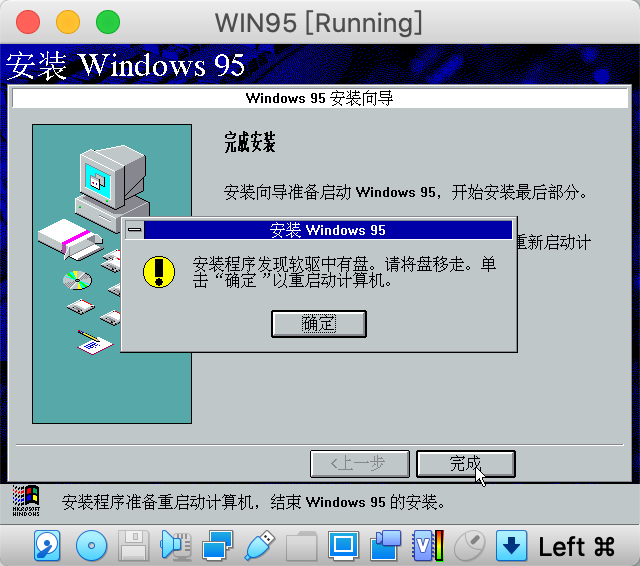 WIN95 [Running]
安装 Windows 95
Windows 95 安装向导
完成安装
安装向导准备启动 Windows 95，开始安装最后部分。
重新启动计
安装 Windows 95
安装程序发现软驱中有盘。请将盘移走。单
击“确定”以重启动计算机。
确定
<上一步
完成
MICROSOFT
WINDOWS
安装程序准备重启动计算机，结束 Windows 95 的安装。
V
Left ⌘